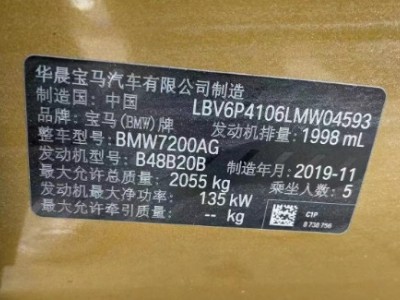 华晨宝马汽车有限公司制造
制造国：中国 LBV6P4106LMW04593
品牌：宝马(BMW)牌 发动机排量：1998 mL
整车型号：BMW7200AG
发动机型号：B48B20B 制造年月：2019-11
最大允许总质量：2055 kg 乘坐人数：5
最大净功率：135 kW
最大允许牵引质量：-- kg
C1P
8 738 756